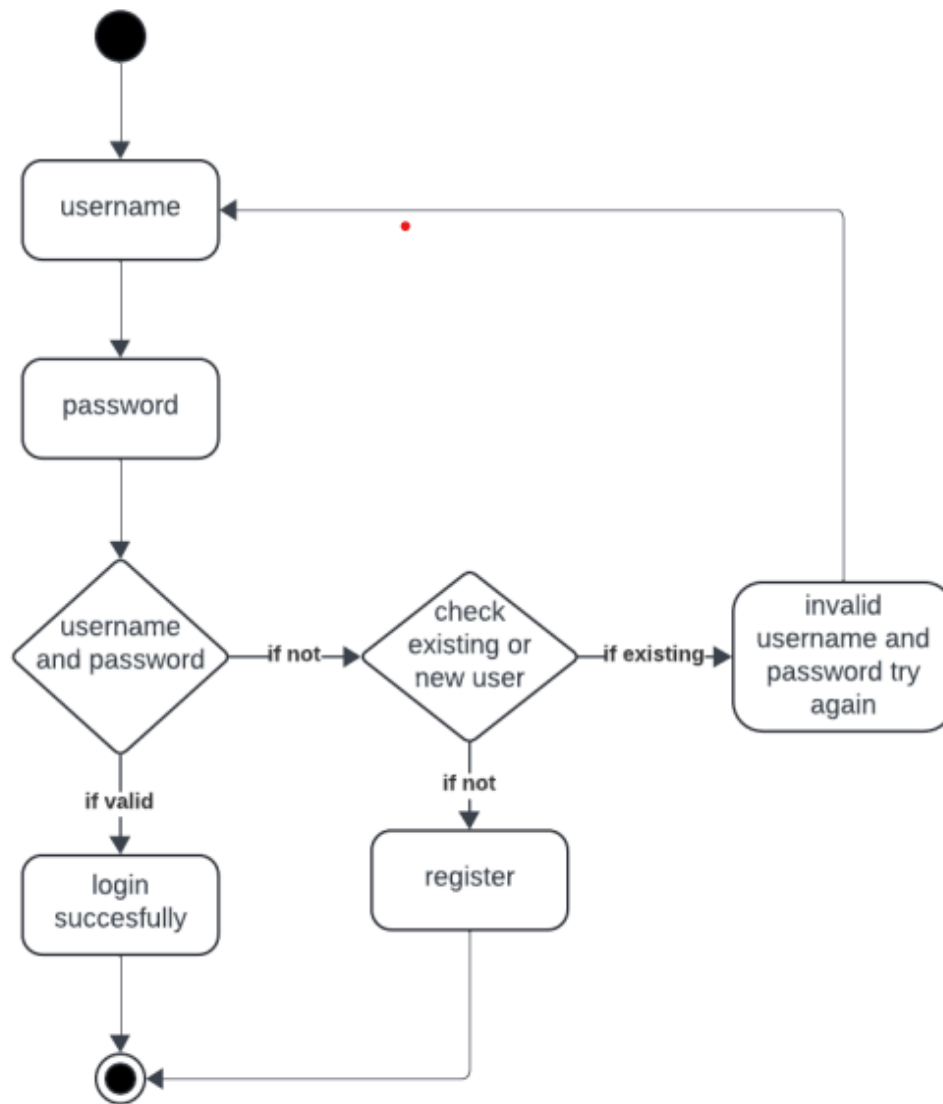 username
password
username
and password
if not
check
existing or
new user
if existing
invalid
username and
password try
again
if valid
if not
login
succesfully
register